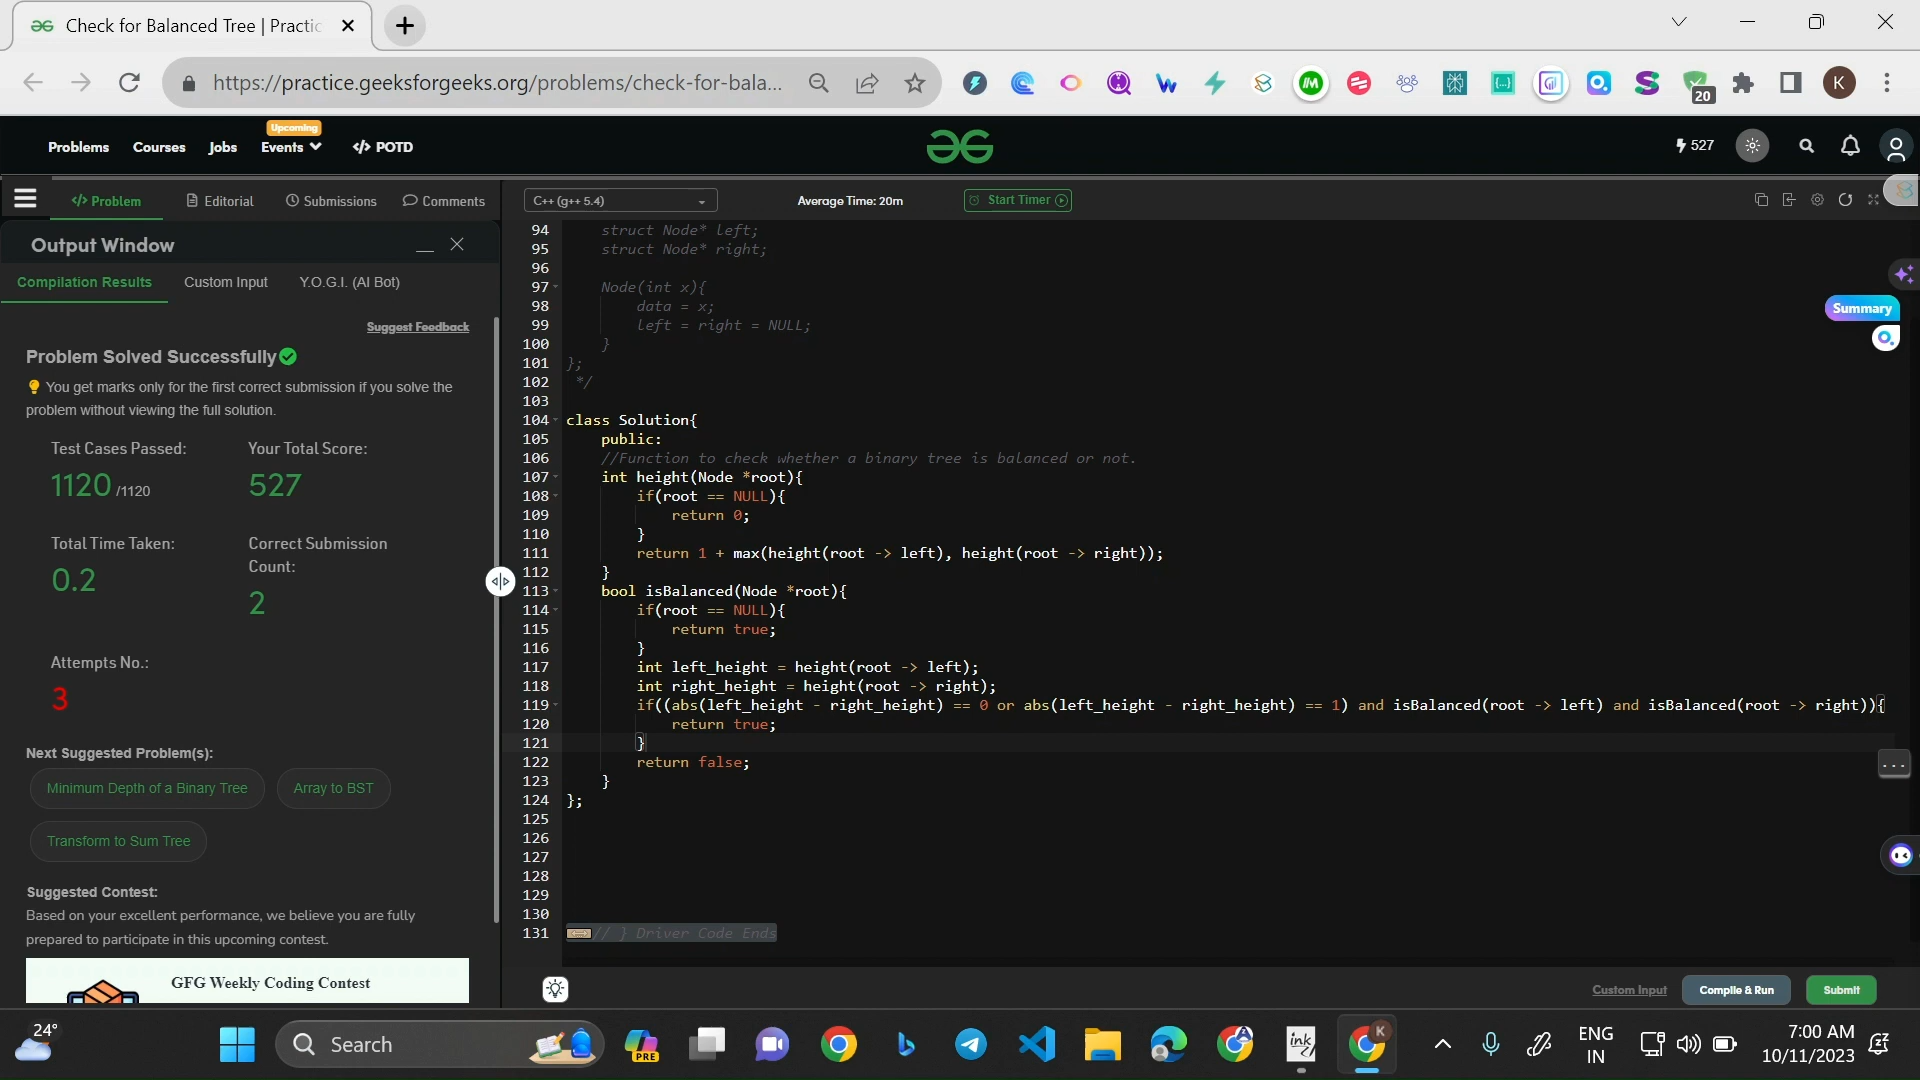 Check for Balanced Tree | Practic
https://practice.geeksforgeeks.org/problems/check-for-bala...
20
K
Problems
Courses
Jobs
Upcoming
Events
</> POTD
527
</> Problem
Editorial
Submissions
Comments
C++ (g++ 5.4)
Average Time: 20m
Start Timer
Output Window
Compilation Results
Custom Input
Y.O.G.I. (AI Bot)
Suggest Feedback
Problem Solved Successfully
You get marks only for the first correct submission if you solve the
problem without viewing the full solution.
Test Cases Passed:
1120 /1120
Your Total Score:
527
Total Time Taken:
0.2
Correct Submission
Count:
2
Attempts No.:
3
Next Suggested Problem(s):
Minimum Depth of a Binary Tree
Array to BST
Transform to Sum Tree
Suggested Contest:
Based on your excellent performance, we believe you are fully
prepared to participate in this upcoming contest.
GFG Weekly Coding Contest
94 struct Node* left;
95 struct Node* right;
96
97 Node(int x){
98 data = x;
99 left = right = NULL;
100 }
101 };
102 */
103
104 class Solution{
105 public:
106 //Function to check whether a binary tree is balanced or not.
107 int height(Node *root){
108 if(root == NULL){
109 return 0;
110 }
111 return 1 + max(height(root -> left), height(root -> right));
112 }
113 bool isBalanced(Node *root){
114 if(root == NULL){
115 return true;
116 }
117 int left_height = height(root -> left);
118 int right_height = height(root -> right);
119 if((abs(left_height - right_height) == 0 or abs(left_height - right_height) == 1) and isBalanced(root -> left) and isBalanced(root -> right)){
120 return true;
121 }
122 return false;
123 }
124 };
125
126
127
128
129
130
131 // } Driver Code Ends
Summary
...
Custom Input
Compile & Run
Submit
24°
Search
PRE
ink
K
ENG
IN
7:00 AM
10/11/2023